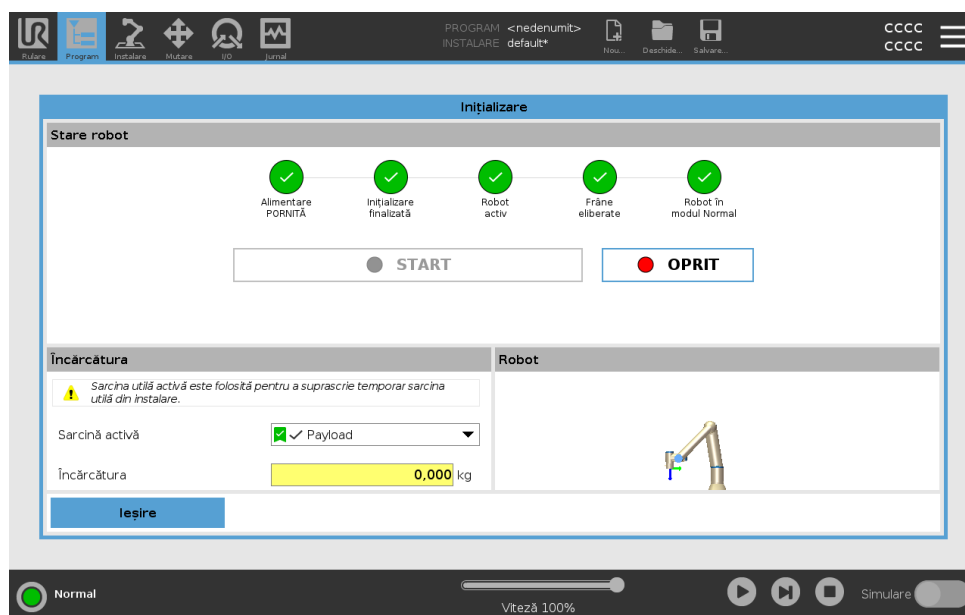 UR
Rulare
Program
Instalare
Mutare
I/O
Jurnal
PROGRAM <nedenumit>
INSTALARE default*
Nou...
Deschide...
Salvare...
CCCC
CCCC
Inițializare
Stare robot
Alimentare
PORNITĂ
Inițializare
finalizată
Robot
activ
Frâne
eliberate
Robot în
modul Normal
START
OPRIT
Încărcătura
Robot
Sarcina utilă activă este folosită pentru a suprascrie temporar sarcina
utilă din instalare.
Sarcină activă
Payload
Încărcătura
0,000 kg
Ieșire
Normal
Viteză 100%
Simulare